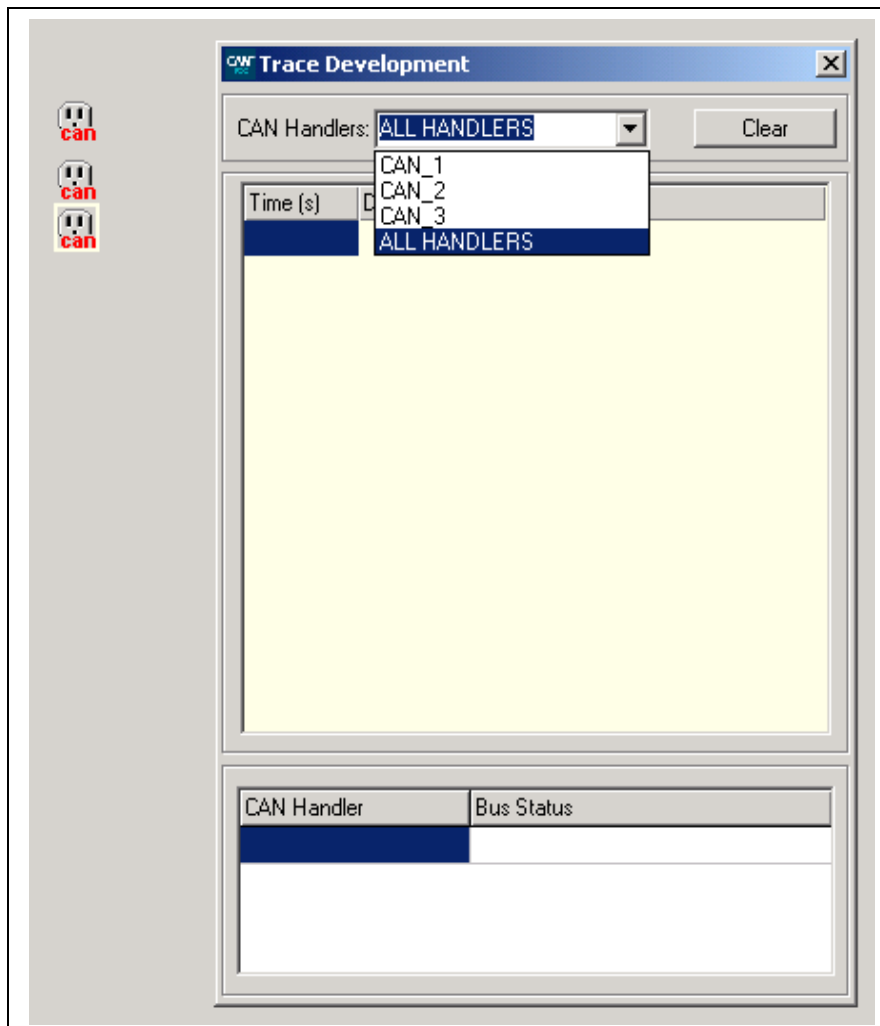 CAN Trace Development
can
can
can
CAN Handlers: ALL HANDLERS Clear
CAN_1
CAN_2
CAN_3
ALL HANDLERS
Time (s) D
CAN Handler Bus Status